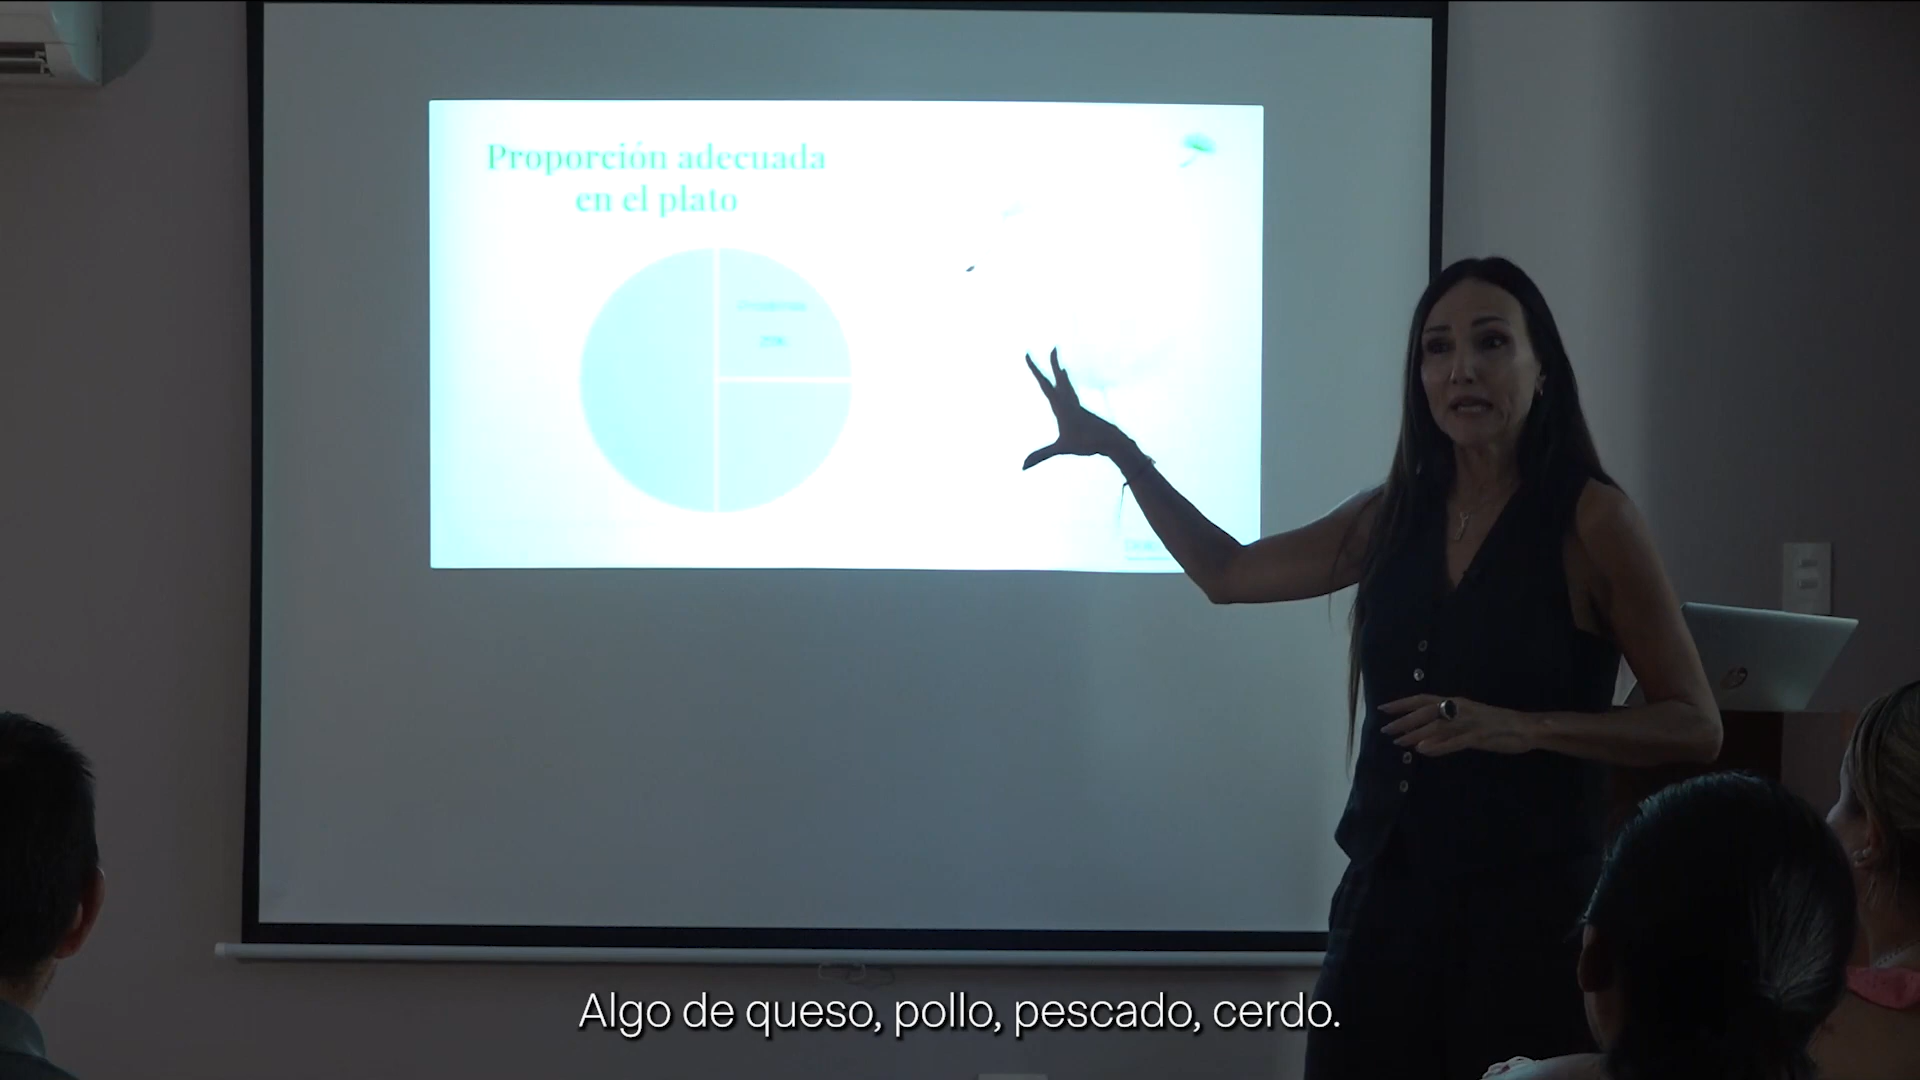 Proporción adecuada
en el plato
Algo de queso, pollo, pescado, cerdo.